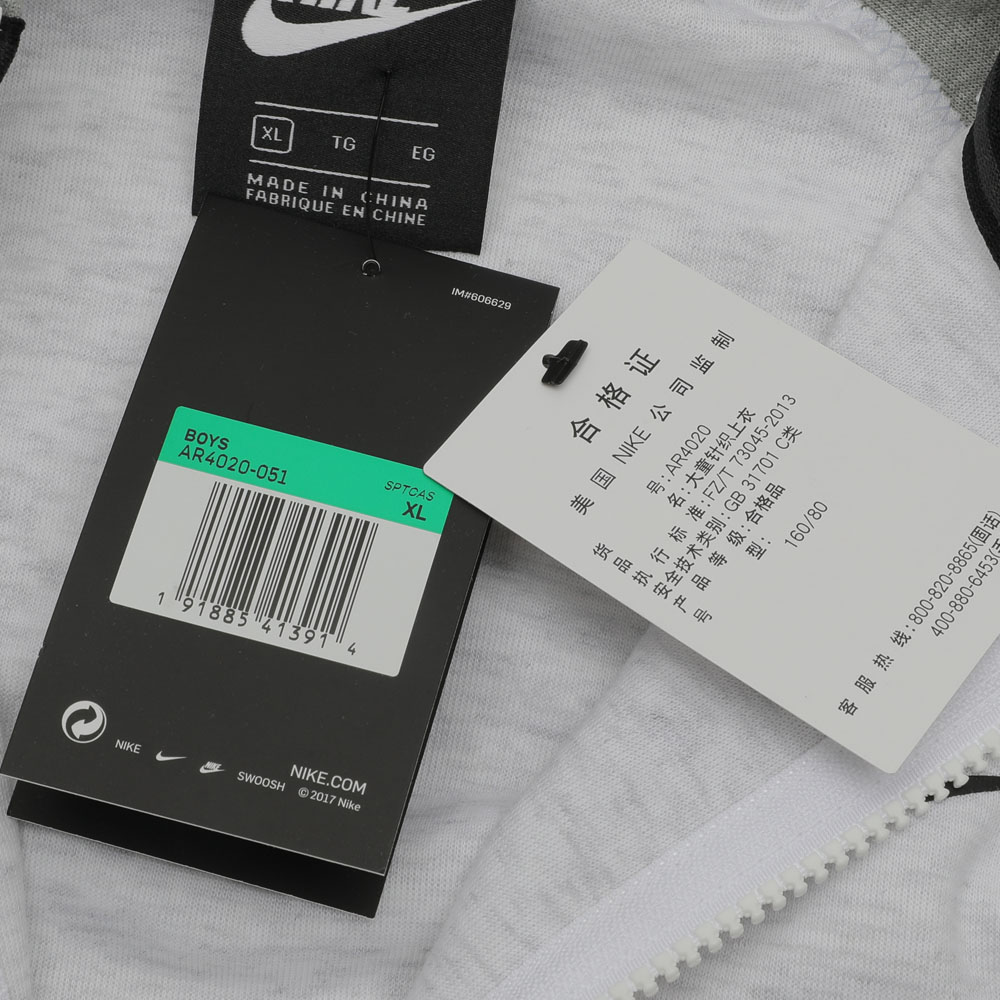 NIKE
XL TG EG
MADE IN CHINA
FABRIQUE EN CHINE
IM#606629
BOYS
AR4020-051
SPTCAS
XL
1 91885 41391 4
NIKE SWOOSH
NIKE.COM
© 2017 Nike
合格证
美国 NIKE 公司监制
货号:AR4020
品名:大童针织上衣
执行标准:FZ/T 73045-2013
安全技术类别:GB 31701 C类
产品等级:合格品
号型:160/80
客服热线:800-820-8865(固话)
400-880-6453(